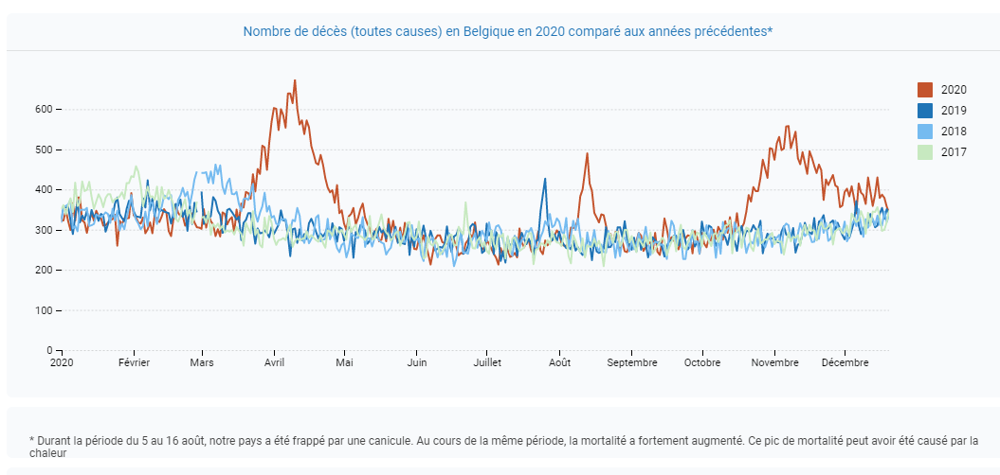 Nombre de décès (toutes causes) en Belgique en 2020 comparé aux années précédentes*
600
500
400
300
200
100
0
2020
Février
Mars
Avril
Mai
Juin
Juillet
Août
Septembre
Octobre
Novembre
Décembre
2020
2019
2018
2017
* Durant la période du 5 au 16 août, notre pays a été frappé par une canicule. Au cours de la même période, la mortalité a fortement augmenté. Ce pic de mortalité peut avoir été causé par la
chaleur